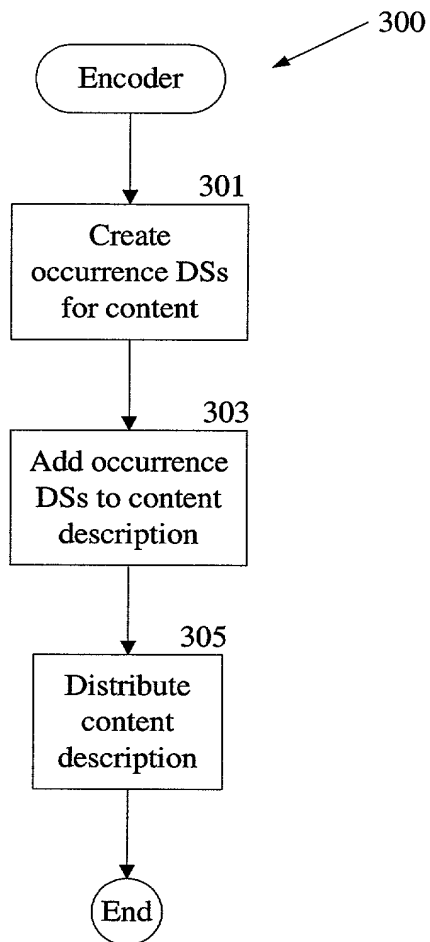 300
Encoder
301
Create
occurrence DSs
for content
303
Add occurrence
DSs to content
description
305
Distribute
content
description
End